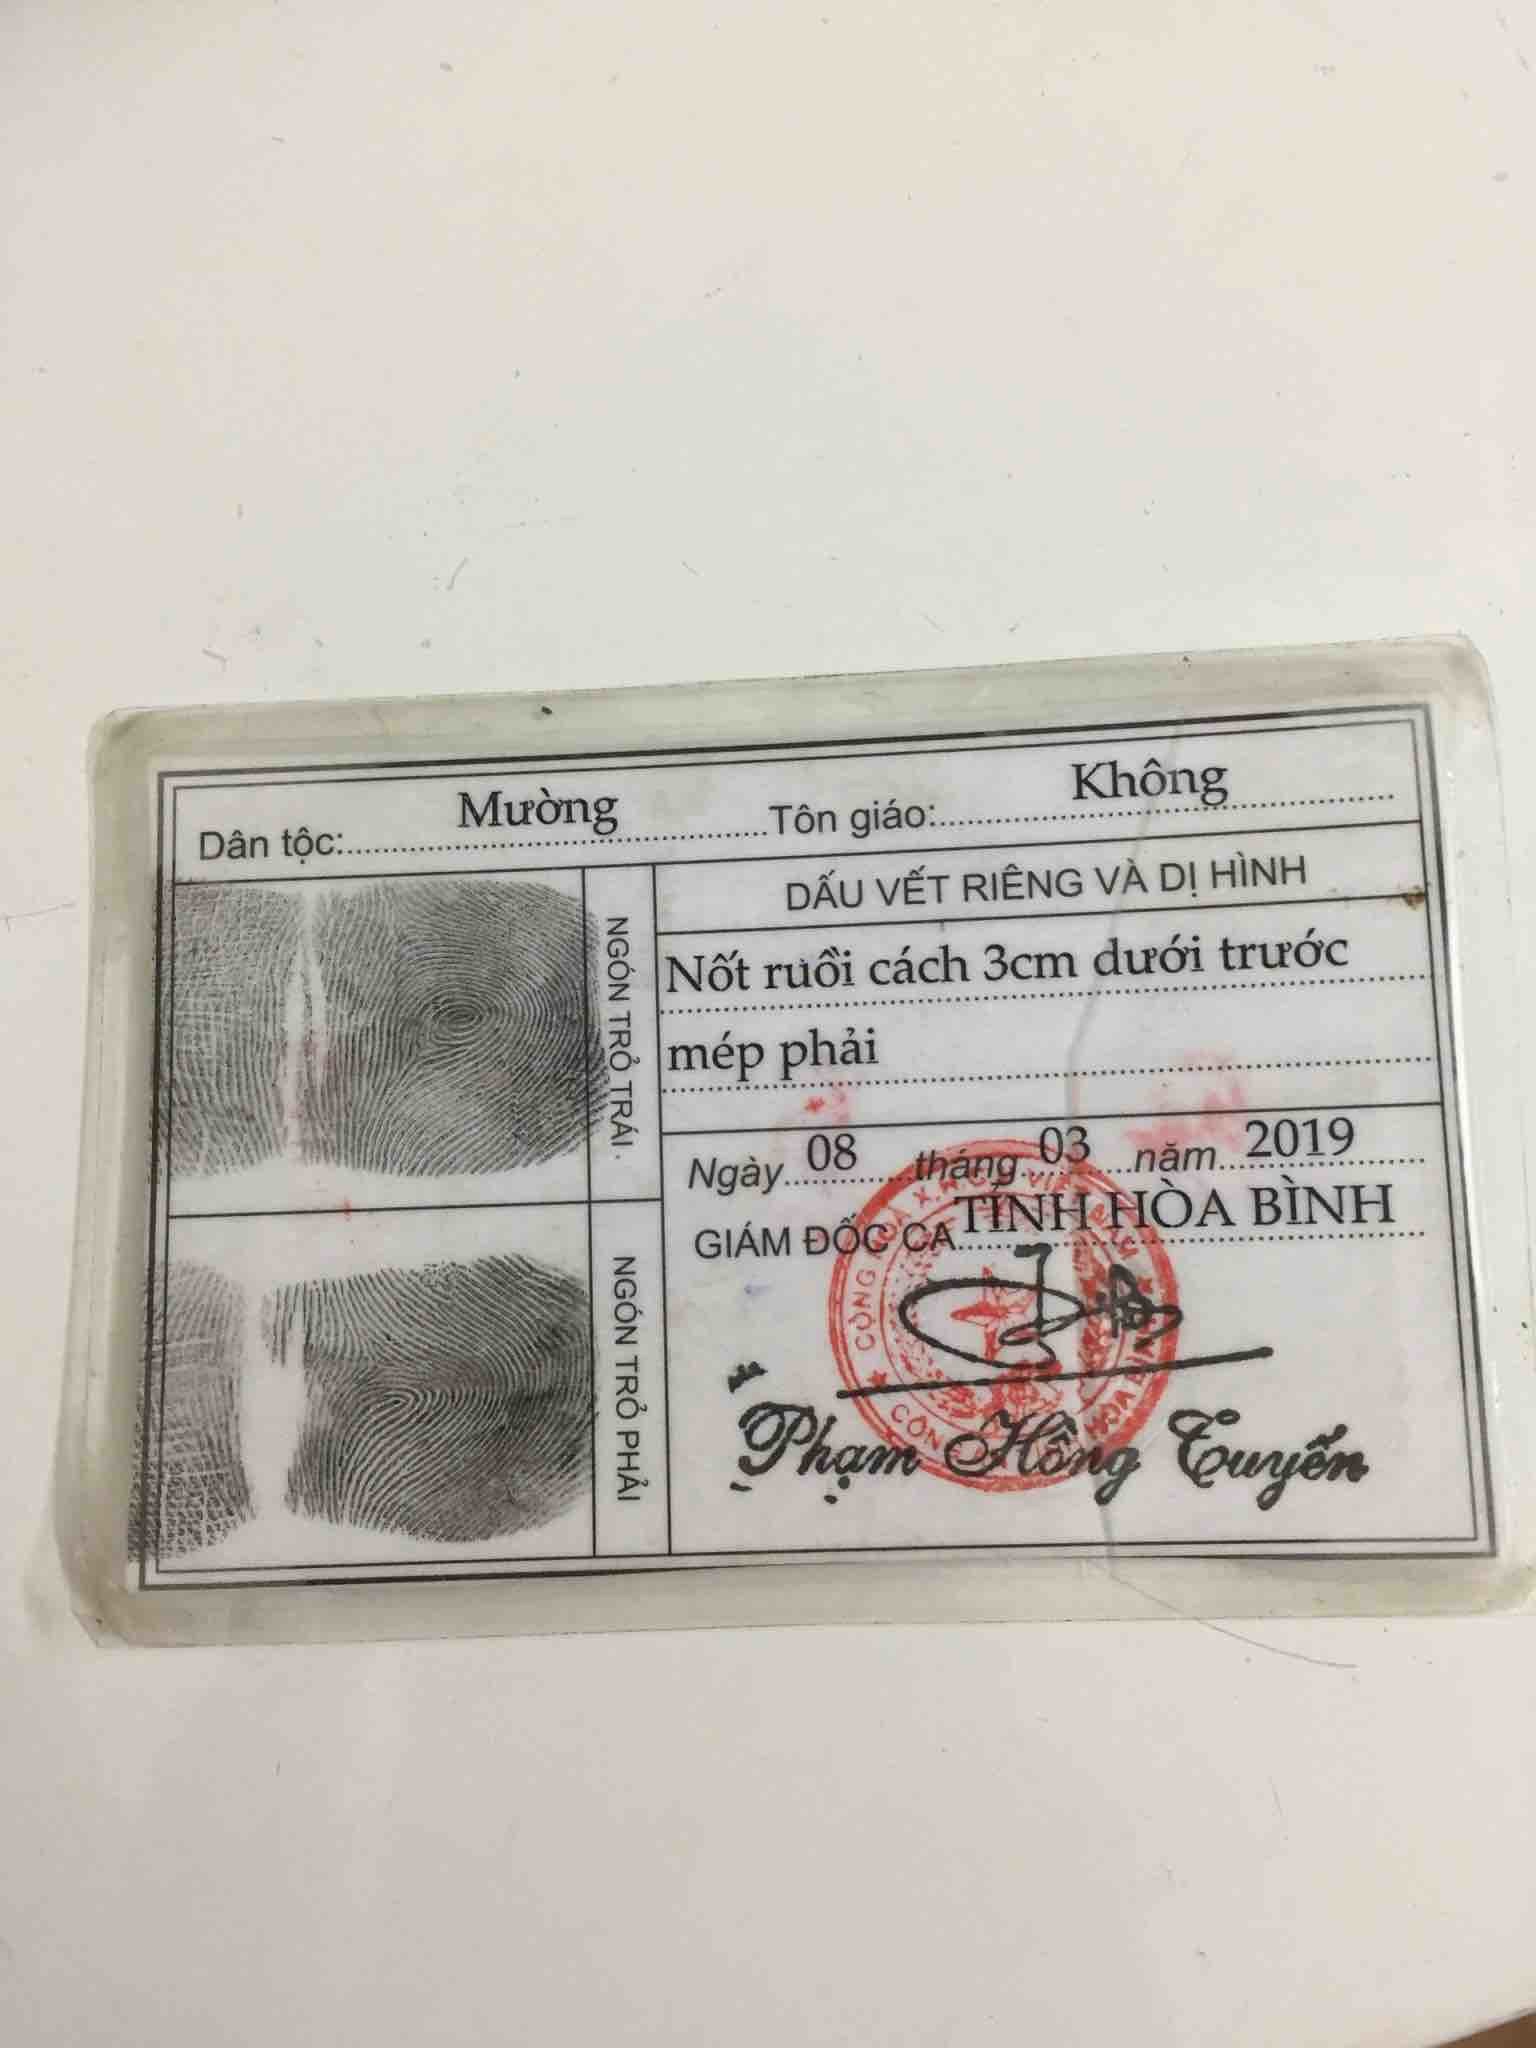 Dân tộc: Mường Tôn giáo: Không
NGÓN TRỎ TRÁI
DẤU VẾT RIÊNG VÀ DỊ HÌNH
Nốt ruồi cách 3cm dưới trước
mép phải
NGÓN TRỎ PHẢI
Ngày 08 tháng 03 năm 2019
GIÁM ĐỐC CA TỈNH HÒA BÌNH
Phạm Hồng Tuyến